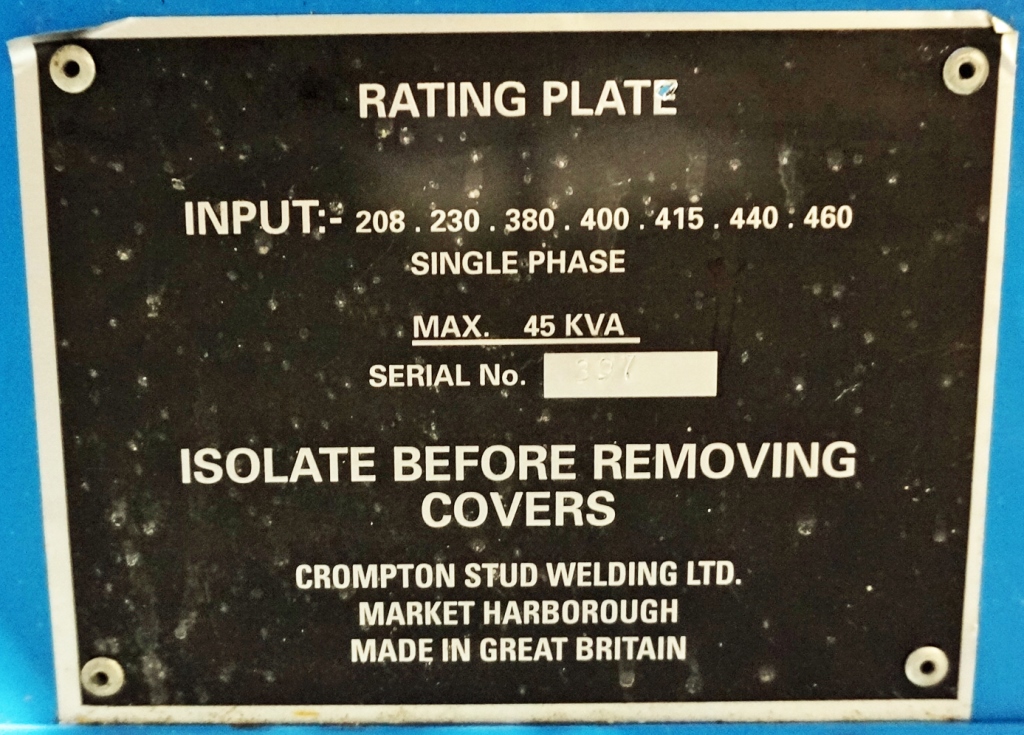 RATING PLATE
INPUT:- 208 . 230 . 380 . 400 . 415 . 440 . 460
SINGLE PHASE
MAX. 45 KVA
SERIAL No.
ISOLATE BEFORE REMOVING
COVERS
CROMPTON STUD WELDING LTD.
MARKET HARBOROUGH
MADE IN GREAT BRITAIN